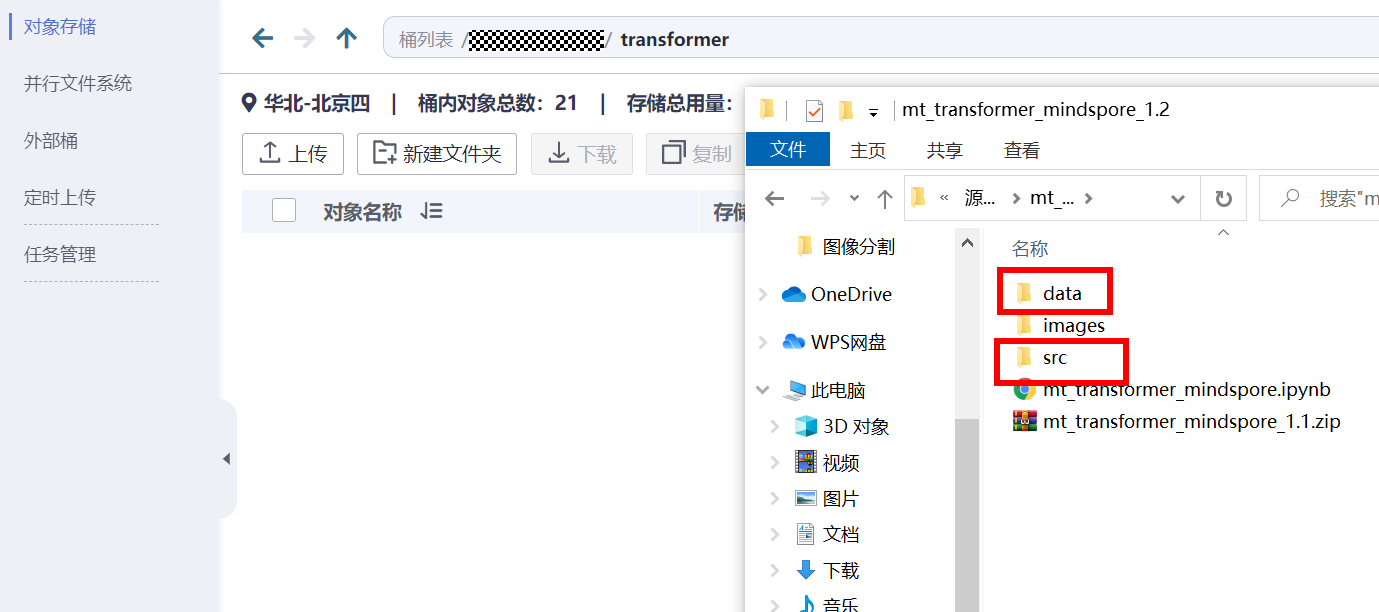 对象存储
并行文件系统
外部桶
定时上传
任务管理
桶列表 / / transformer
华北-北京四 | 桶内对象总数：21 | 存储总用量：
上传 新建文件夹 下载 复制
对象名称 存储
mt_transformer_mindspore_1.2
文件 主页 共享 查看
« 源... > mt_... > 搜索"m
图像分割
OneDrive
WPS网盘
此电脑
3D 对象
视频
图片
文档
下载
音乐
名称
data
images
src
mt_transformer_mindspore.ipynb
mt_transformer_mindspore_1.1.zip